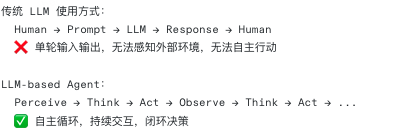 传统 LLM 使用方式：
Human → Prompt → LLM → Response → Human
❌ 单轮输入输出，无法感知外部环境，无法自主行动
LLM-based Agent：
Perceive → Think → Act → Observe → Think → Act → ...
✅ 自主循环，持续交互，闭环决策